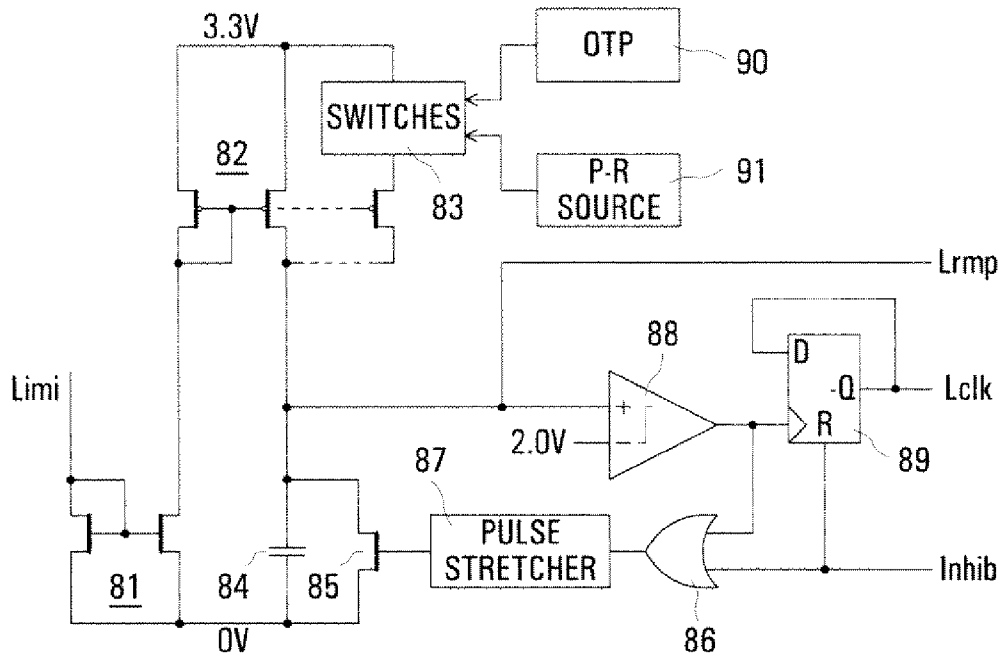 3.3V
OTP
90
SWITCHES
82
83
P-R
SOURCE
91
Lrmp
88
D
Limi
+
-Q
Lclk
2.0V
R
89
87
PULSE
STRETCHER
84
85
Inhib
81
86
0V